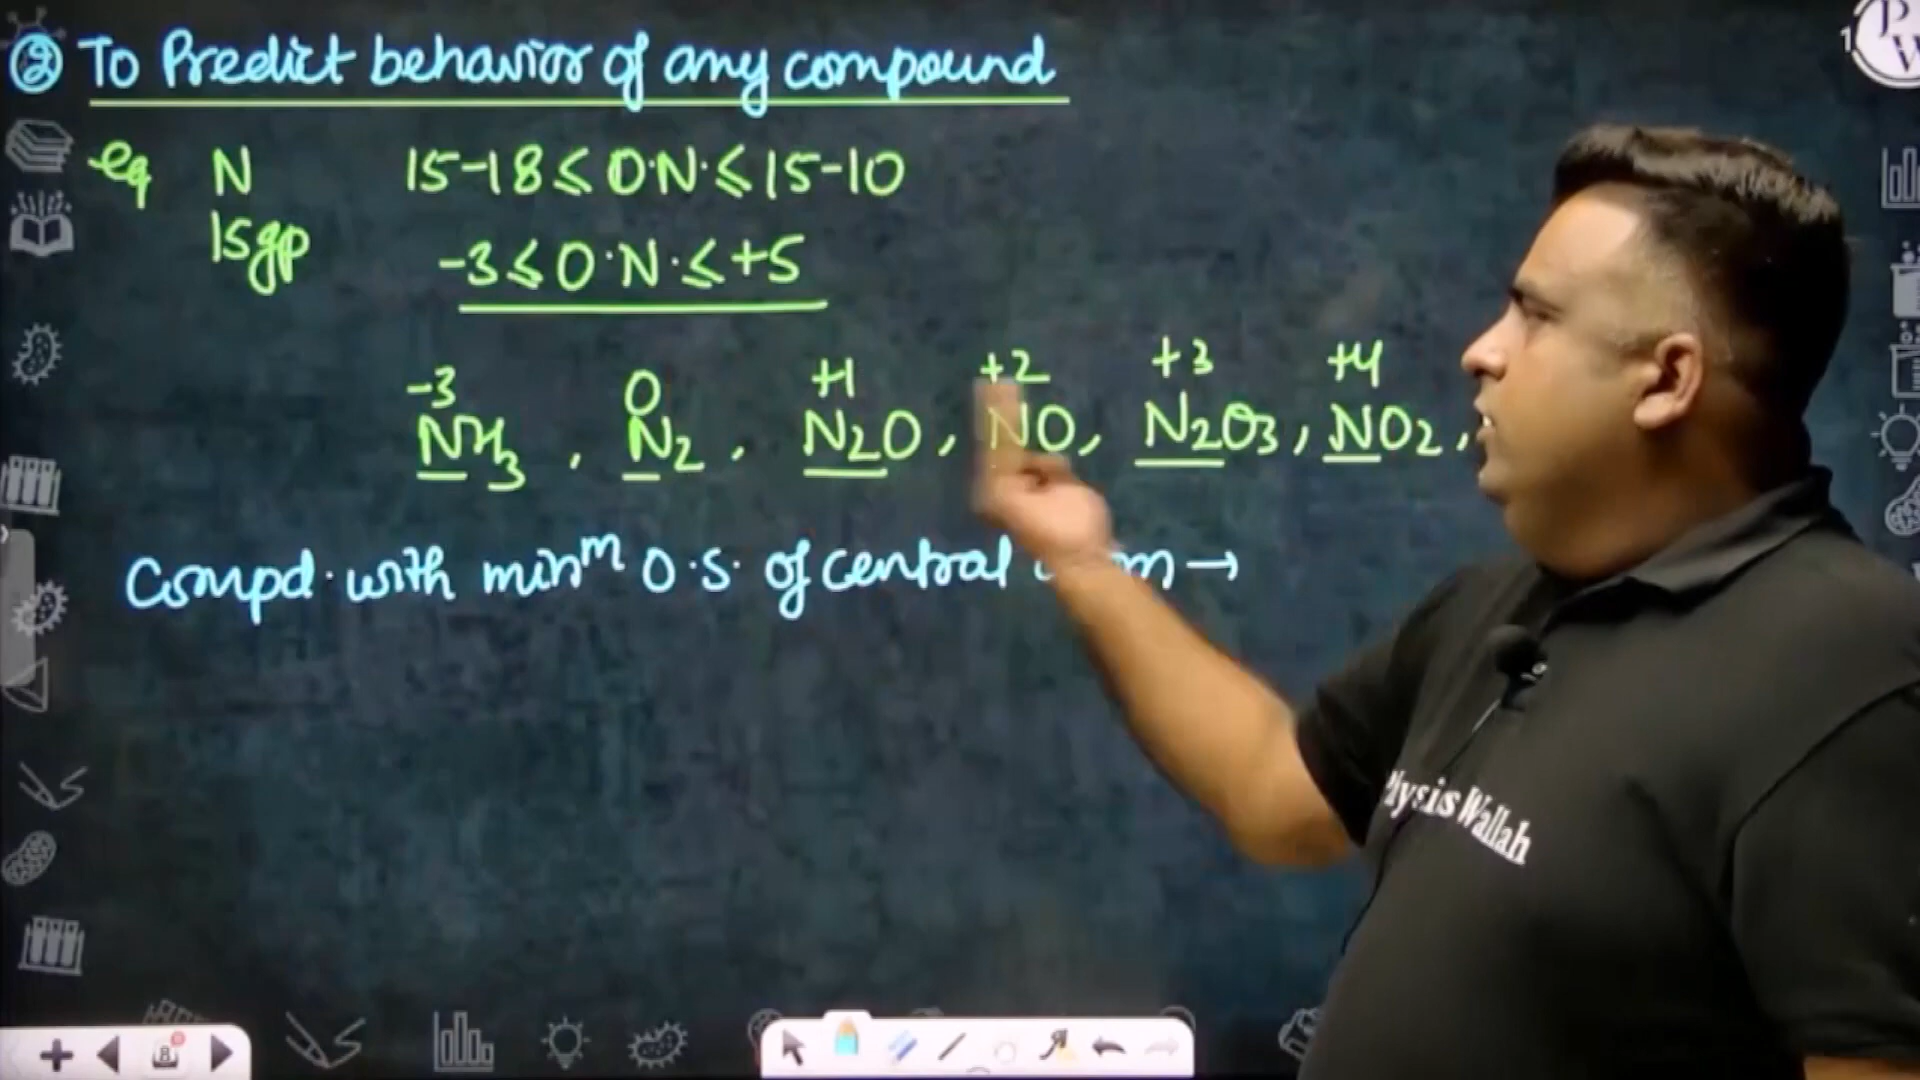 ② To Predict behavior of any compound
eg N 15-18 ≤ O.N. ≤ 15-10
15gp -3 ≤ O.N. ≤ +5
-3 0 +1 +2 +3 +4
NH3, N2, N2O, NO, N2O3, NO2,
Compd. with minᵐ O.S. of central →
Physics Wallah
P
W